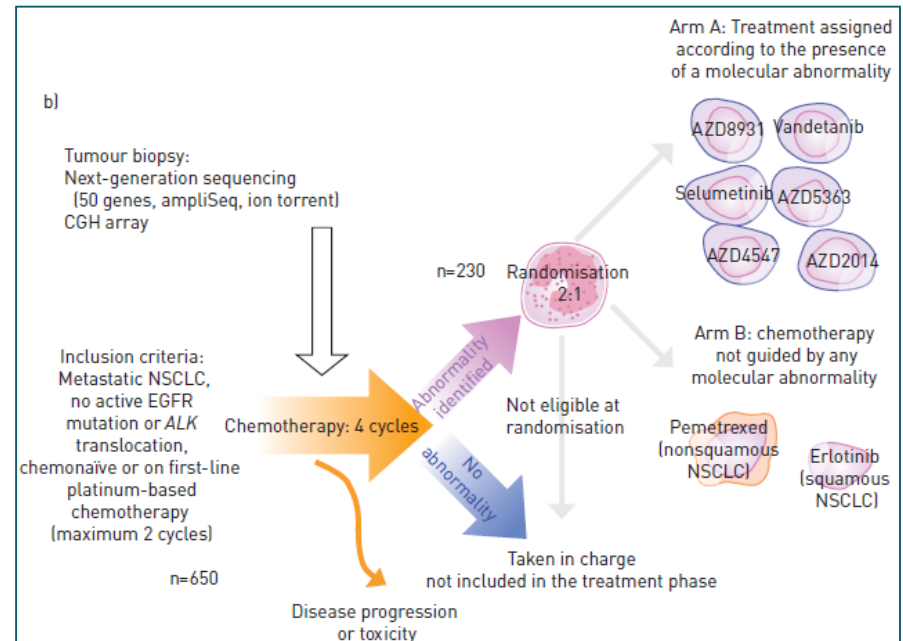 b)
Tumour biopsy:
Next-generation sequencing
(50 genes, ampliSeq, ion torrent)
CGH array
Inclusion criteria:
Metastatic NSCLC,
no active EGFR
mutation or ALK
translocation,
chemonaïve or on first-line
platinum-based
chemotherapy
(maximum 2 cycles)
n=650
Chemotherapy: 4 cycles
Disease progression
or toxicity
Abnormality
identified
No
abnormality
n=230
Randomisation
2:1
Not eligible at
randomisation
Taken in charge
not included in the treatment phase
Arm A: Treatment assigned
according to the presence
of a molecular abnormality
AZD8931
Vandetanib
Selumetinib
AZD5363
AZD4547
AZD2014
Arm B: chemotherapy
not guided by any
molecular abnormality
Pemetrexed
(nonsquamous
NSCLC)
Erlotinib
(squamous
NSCLC)